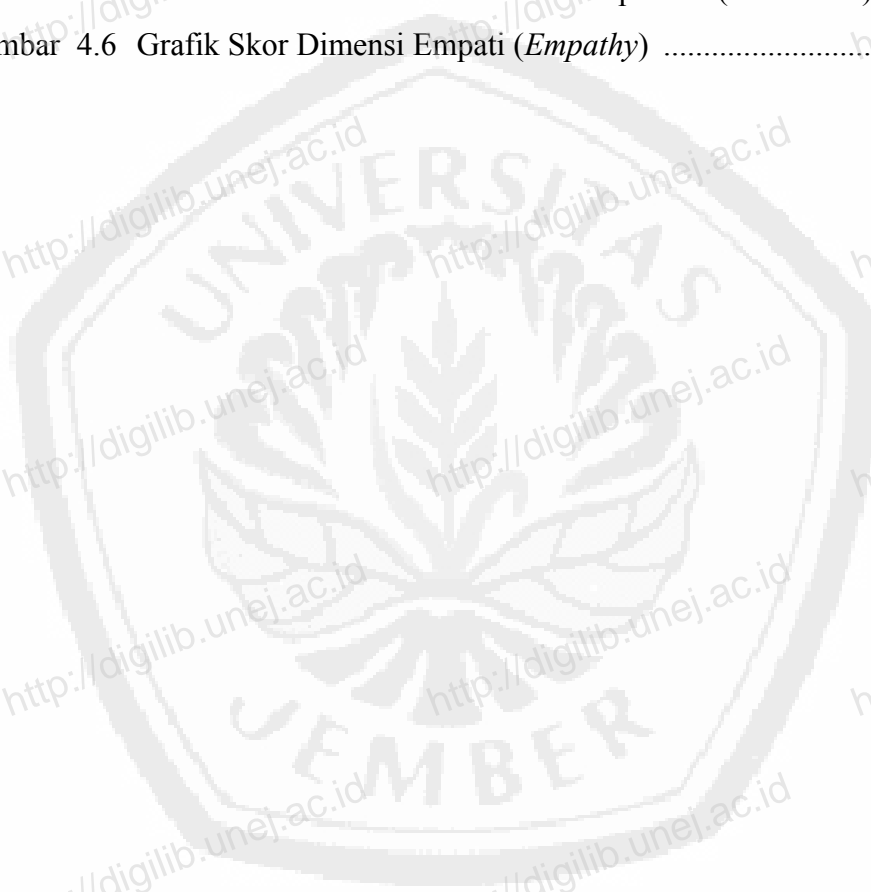 mbar 4.6 Grafik Skor Dimensi Empati (Empathy) ........................
http://digilib.unej.ac.id
http://digilib.unej.ac.id
UNIVERSITAS
http://digilib.unej.ac.id
http://digilib.unej.ac.id
http://digilib.unej.ac.id
http://digilib.unej.ac.id
JEMBER
//digilib.unej.ac.id
//digilib.unej.ac.id